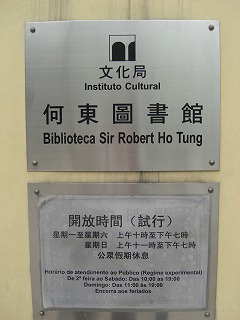 文化局
Instituto Cultural
何東圖書館
Biblioteca Sir Robert Ho Tung
開放時間（試行）
星期一至星期六 上午十時至下午七時
星期日 上午十一時至下午七時
公眾假期休息
Horário de atendimento ao Público (Regime experimental)
De 2ª feira ao Sábado: Das 10:00 às 19:00
Domingo: Das 11:00 às 19:00
Encerra aos feriados